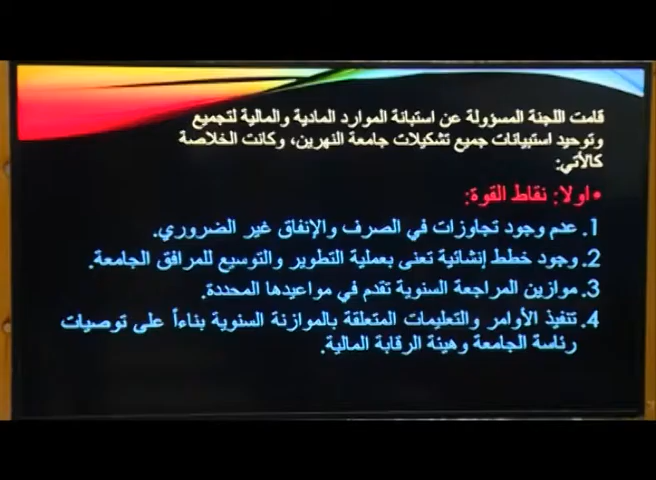 قامت اللجنة المسؤولة عن استبانة الموارد المادية والمالية لتجميع
وتوحيد استبيانات جميع تشكيلات جامعة النهرين، وكانت الخلاصة
كالأتي:
• اولا: نقاط القوة:
1. عدم وجود تجاوزات في الصرف والإنفاق غير الضروري.
2. وجود خطط إنشائية تعنى بعملية التطوير والتوسيع للمرافق الجامعة.
3. موازين المراجعة السنوية تقدم في مواعيدها المحددة.
4. تنفيذ الأوامر والتعليمات المتعلقة بالموازنة السنوية بناءاً على توصيات
رئاسة الجامعة وهيئة الرقابة المالية.